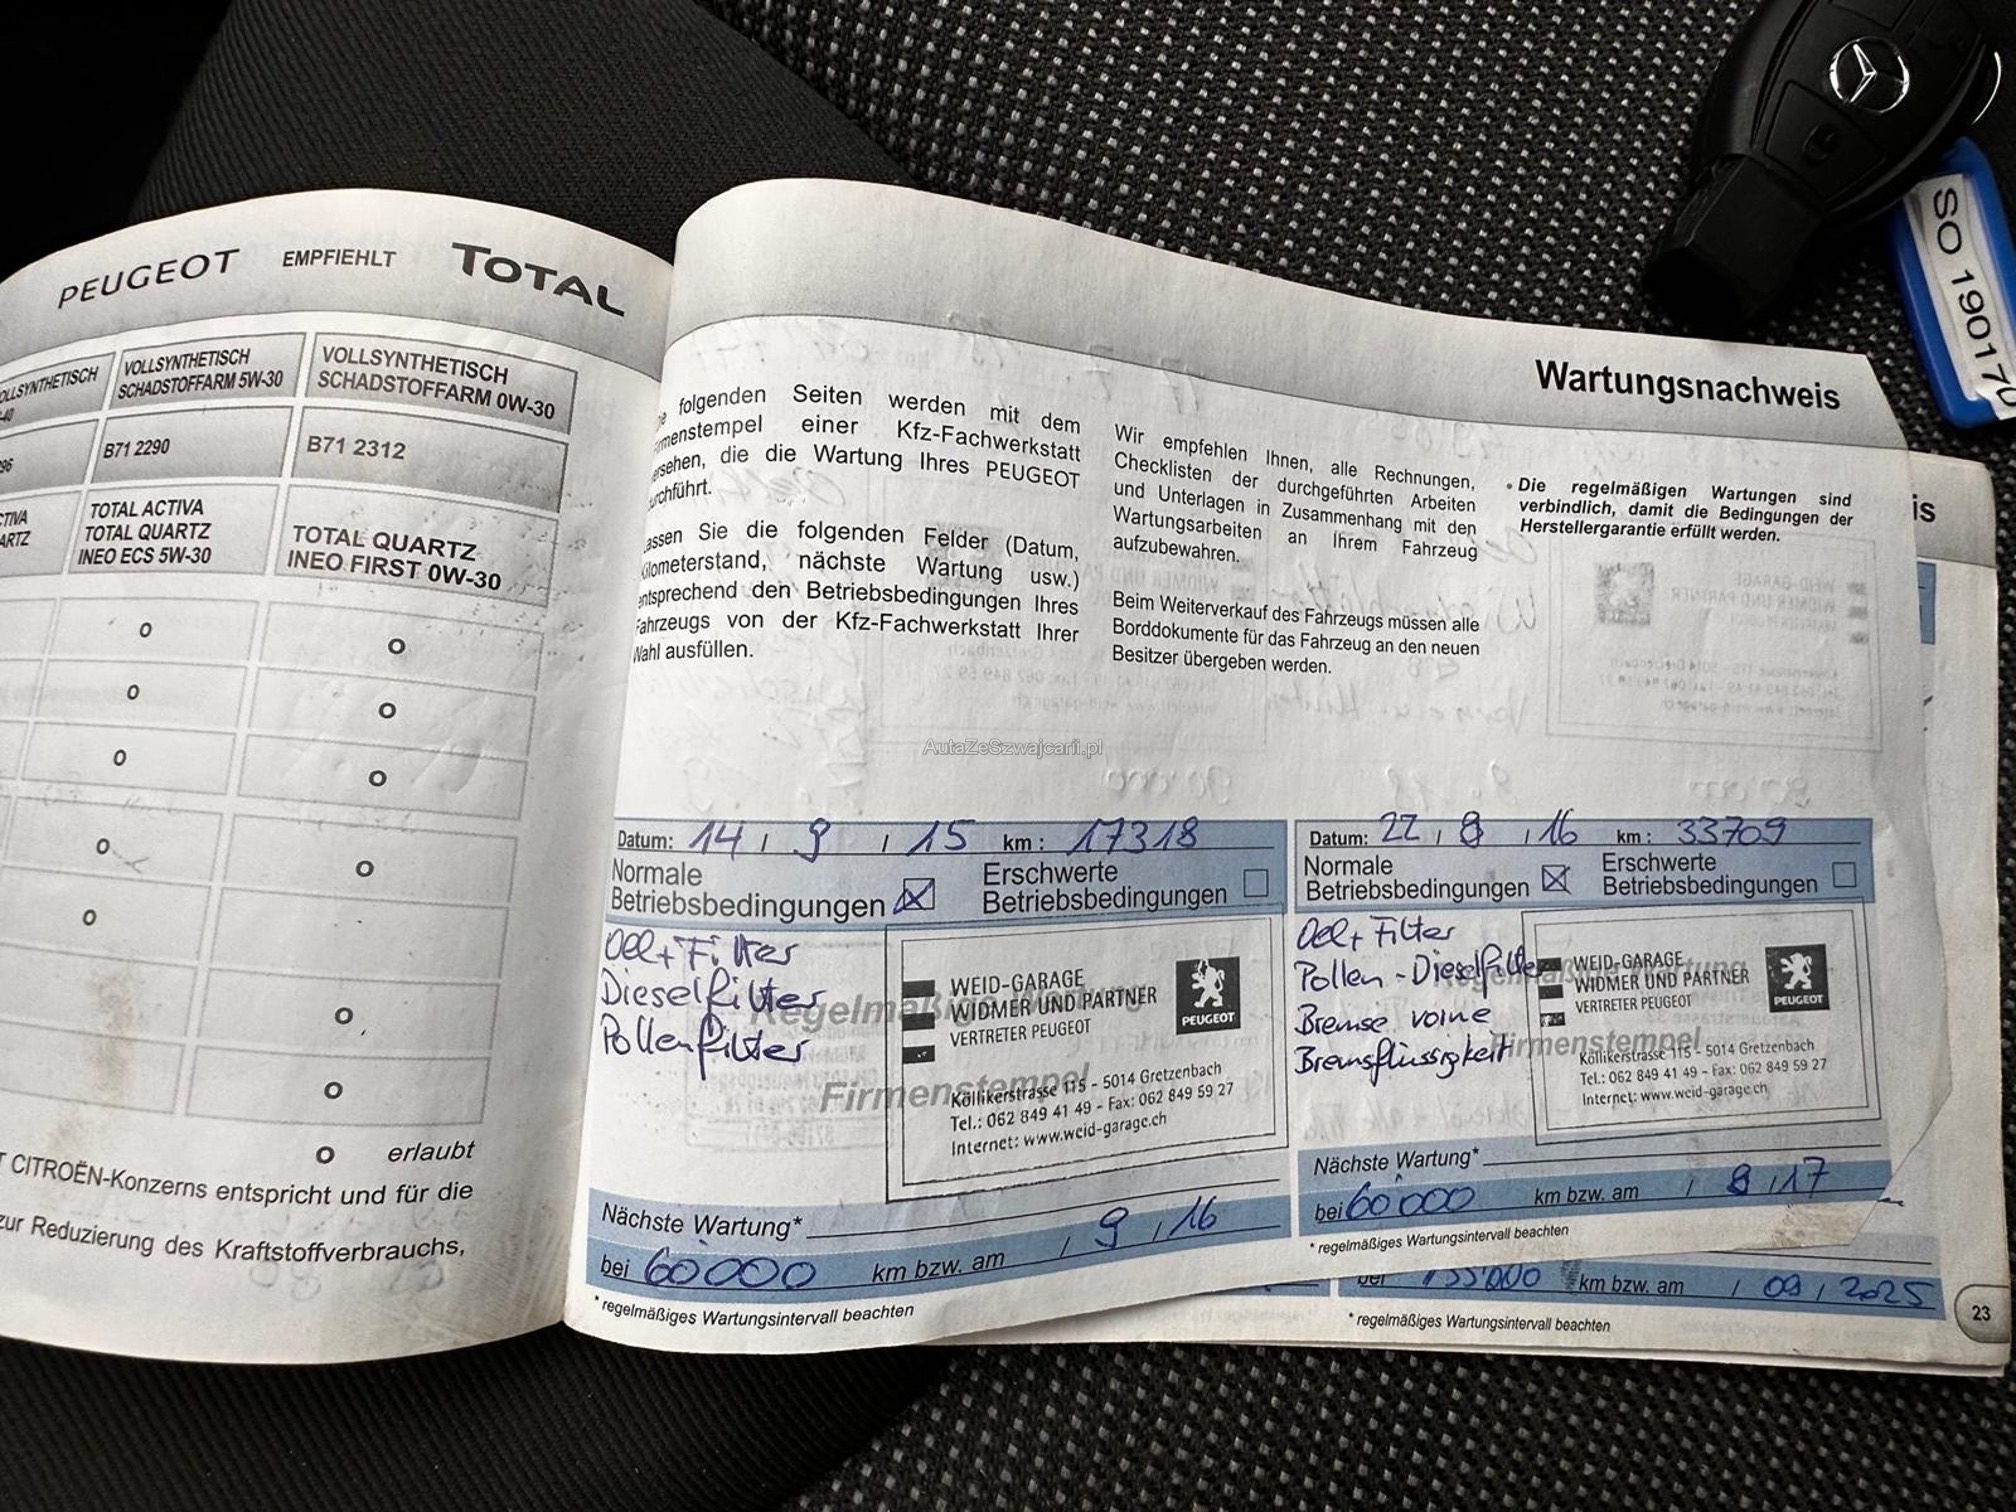 PEUGEOT EMPFIEHLT TOTAL
VOLLSYNTHETISCH
SCHADSTOFFARM 5W-30
VOLLSYNTHETISCH
SCHADSTOFFARM 0W-30
B71 2290
B71 2312
TOTAL ACTIVA
TOTAL QUARTZ
INEO ECS 5W-30
TOTAL QUARTZ
INEO FIRST 0W-30
o erlaubt
CITROËN-Konzerns entspricht und für die
zur Reduzierung des Kraftstoffverbrauchs,
Wartungsnachweis
folgenden Seiten werden mit dem
einer Kfz-Fachwerkstatt
die die Wartung Ihres PEUGEOT
Sie die folgenden Felder (Datum,
nächste Wartung usw.)
den Betriebsbedingungen Ihres
Fahrzeugs von der Kfz-Fachwerkstatt Ihrer
Wahl ausfüllen.
Wir empfehlen Ihnen, alle Rechnungen,
Checklisten der durchgeführten Arbeiten
und Unterlagen in Zusammenhang mit den
Wartungsarbeiten an Ihrem Fahrzeug
aufzubewahren.
Beim Weiterverkauf des Fahrzeugs müssen alle
Borddokumente für das Fahrzeug an den neuen
Besitzer übergeben werden.
• Die regelmäßigen Wartungen sind
verbindlich, damit die Bedingungen der
Herstellergarantie erfüllt werden.
AutaZeSzwajcarii.pl
Datum: 14 / 9 / 15 km : 17318
Normale
Betriebsbedingungen
Erschwerte
Betriebsbedingungen
Oel + Filter
Dieselfilter
Pollenfilter
Regelmäßige Wartung
Firmenstempel
WEID-GARAGE
WIDMER UND PARTNER
VERTRETER PEUGEOT
PEUGEOT
Köllikerstrasse 115 - 5014 Gretzenbach
Tel.: 062 849 41 49 - Fax: 062 849 59 27
Internet: www.weid-garage.ch
Nächste Wartung*
bei 60'000 km bzw. am / 9 / 16
* regelmäßiges Wartungsintervall beachten
Datum: 22 / 8 / 16 km : 33709
Normale
Betriebsbedingungen
Erschwerte
Betriebsbedingungen
Oel + Filter
Pollen - Dieselfilter
Bremse vorne
Bremsflüssigkeit
Regelmäßige Wartung
Firmenstempel
WEID-GARAGE
WIDMER UND PARTNER
VERTRETER PEUGEOT
PEUGEOT
Köllikerstrasse 115 - 5014 Gretzenbach
Tel.: 062 849 41 49 - Fax: 062 849 59 27
Internet: www.weid-garage.ch
Nächste Wartung*
bei 60'000 km bzw. am / 8 / 17
* regelmäßiges Wartungsintervall beachten
km bzw. am / 09 / 2025
* regelmäßiges Wartungsintervall beachten
23
SO 190170